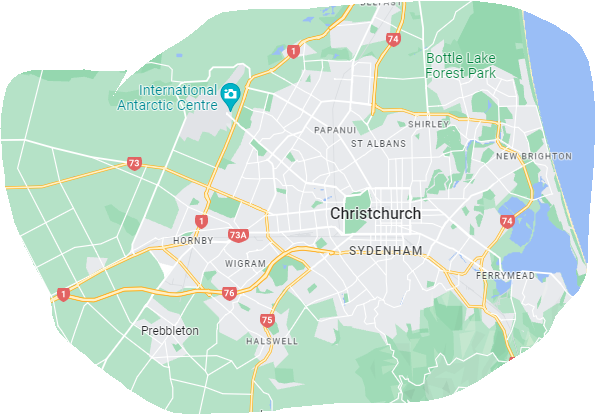 BELFAST
74
1
Bottle Lake
Forest Park
International
Antarctic Centre
PAPANUI
SHIRLEY
ST ALBANS
NEW BRIGHTON
73
Christchurch
1
74
73A
HORNBY
SYDENHAM
WIGRAM
FERRYMEAD
1
76
75
Prebbleton
HALSWELL